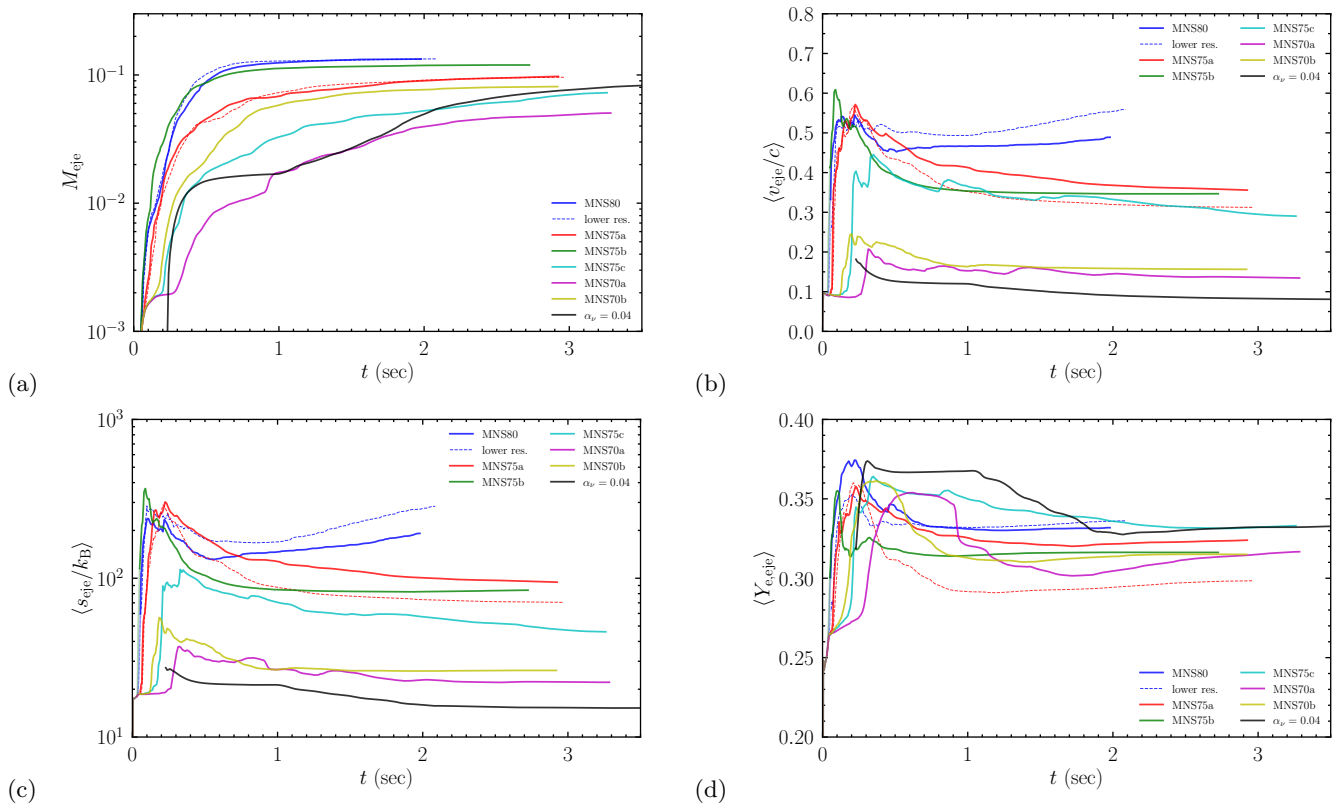 (a)
M_eje
10^{-1}
10^{-2}
10^{-3}
0 1 2 3
t (sec)
MNS80
lower res.
MNS75a
MNS75b
MNS75c
MNS70a
MNS70b
α_ν = 0.04
(b)
⟨v_eje/c⟩
0.8
0.7
0.6
0.5
0.4
0.3
0.2
0.1
0.0
0 1 2 3
t (sec)
MNS80
lower res.
MNS75a
MNS75b
MNS75c
MNS70a
MNS70b
α_ν = 0.04
(c)
⟨s_eje/k_B⟩
10^3
10^2
10^1
0 1 2 3
t (sec)
MNS80
lower res.
MNS75a
MNS75b
MNS75c
MNS70a
MNS70b
α_ν = 0.04
(d)
⟨Y_{e,eje}⟩
0.40
0.35
0.30
0.25
0.20
0 1 2 3
t (sec)
MNS80
lower res.
MNS75a
MNS75b
MNS75c
MNS70a
MNS70b
α_ν = 0.04